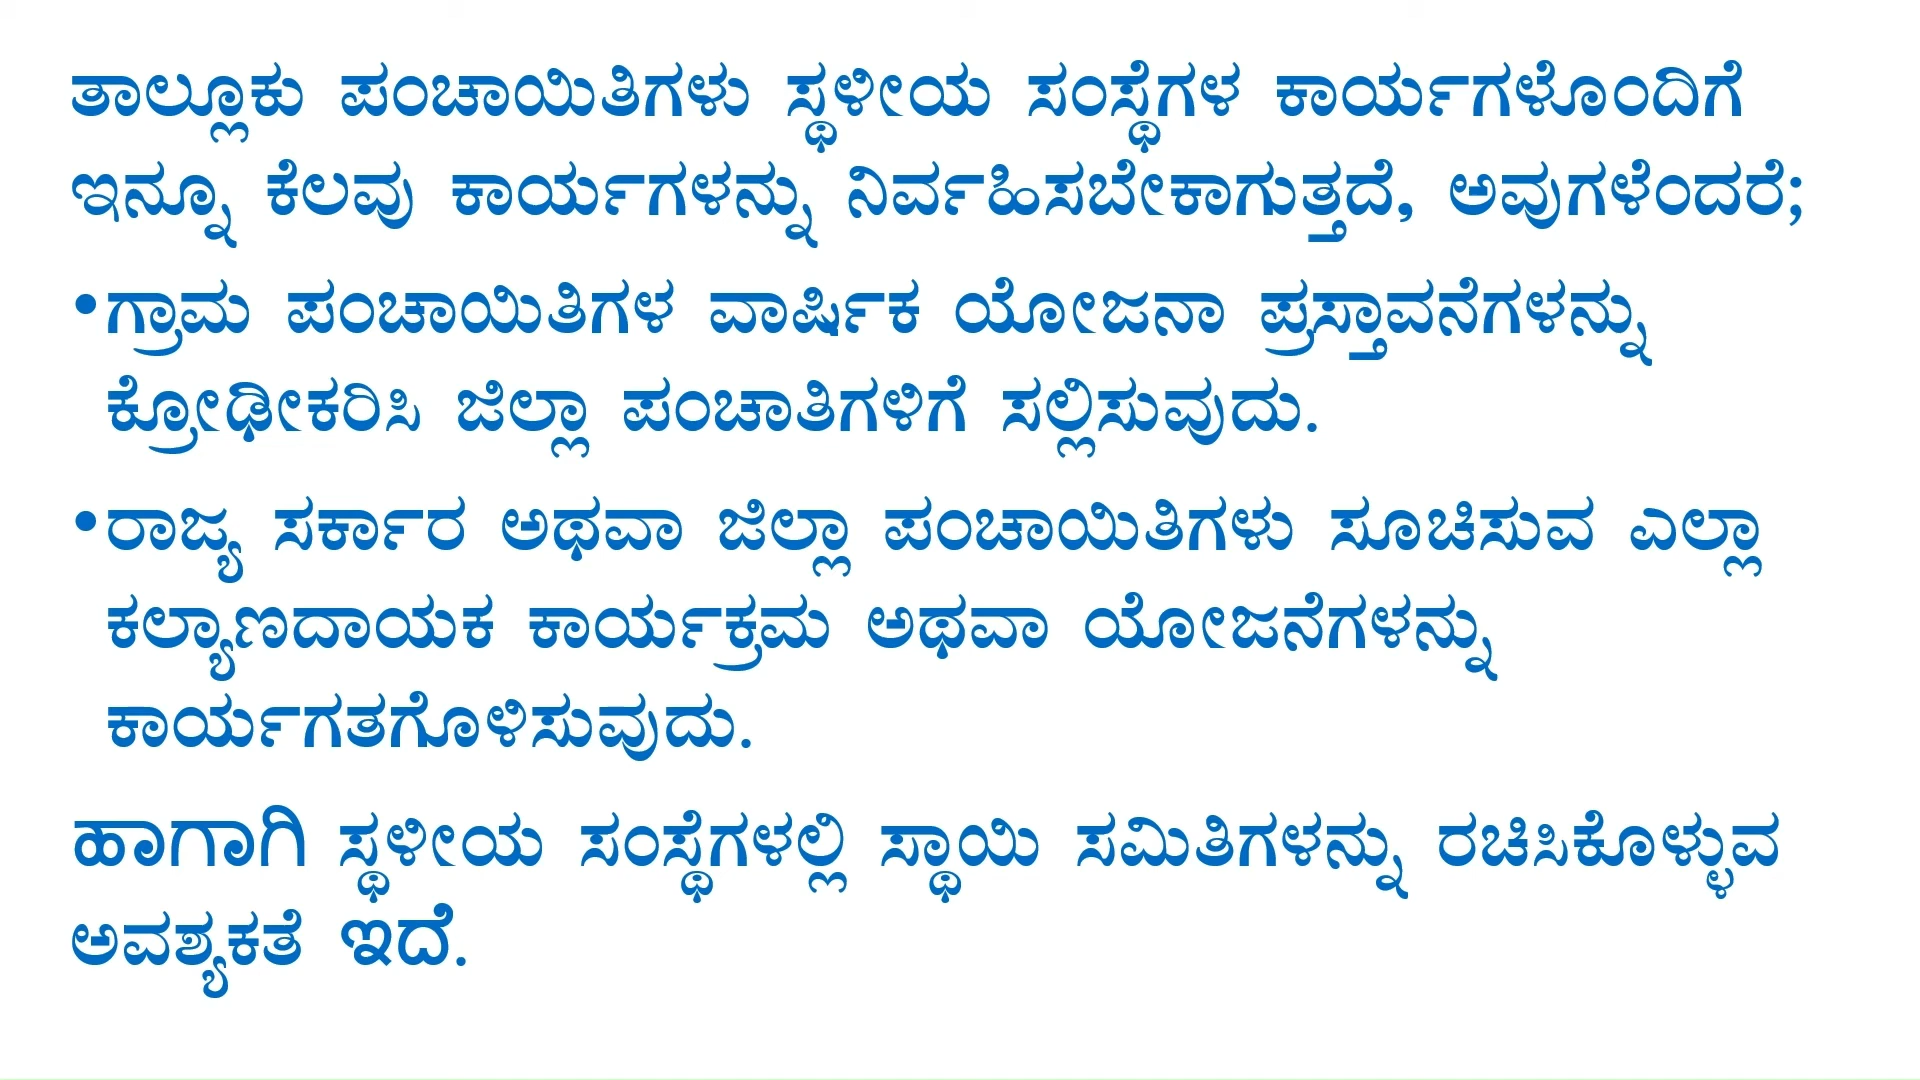 ತಾಲ್ಲೂಕು ಪಂಚಾಯಿತಿಗಳು ಸ್ಥಳೀಯ ಸಂಸ್ಥೆಗಳ ಕಾರ್ಯಗಳೊಂದಿಗೆ
ಇನ್ನೂ ಕೆಲವು ಕಾರ್ಯಗಳನ್ನು ನಿರ್ವಹಿಸಬೇಕಾಗುತ್ತದೆ, ಅವುಗಳೆಂದರೆ;
•ಗ್ರಾಮ ಪಂಚಾಯಿತಿಗಳ ವಾರ್ಷಿಕ ಯೋಜನಾ ಪ್ರಸ್ತಾವನೆಗಳನ್ನು
ಕ್ರೋಢೀಕರಿಸಿ ಜಿಲ್ಲಾ ಪಂಚಾತಿಗಳಿಗೆ ಸಲ್ಲಿಸುವುದು.
•ರಾಜ್ಯ ಸರ್ಕಾರ ಅಥವಾ ಜಿಲ್ಲಾ ಪಂಚಾಯಿತಿಗಳು ಸೂಚಿಸುವ ಎಲ್ಲಾ
ಕಲ್ಯಾಣದಾಯಕ ಕಾರ್ಯಕ್ರಮ ಅಥವಾ ಯೋಜನೆಗಳನ್ನು
ಕಾರ್ಯಗತಗೊಳಿಸುವುದು.
ಹಾಗಾಗಿ ಸ್ಥಳೀಯ ಸಂಸ್ಥೆಗಳಲ್ಲಿ ಸ್ಥಾಯಿ ಸಮಿತಿಗಳನ್ನು ರಚಿಸಿಕೊಳ್ಳುವ
ಅವಶ್ಯಕತೆ ಇದೆ.